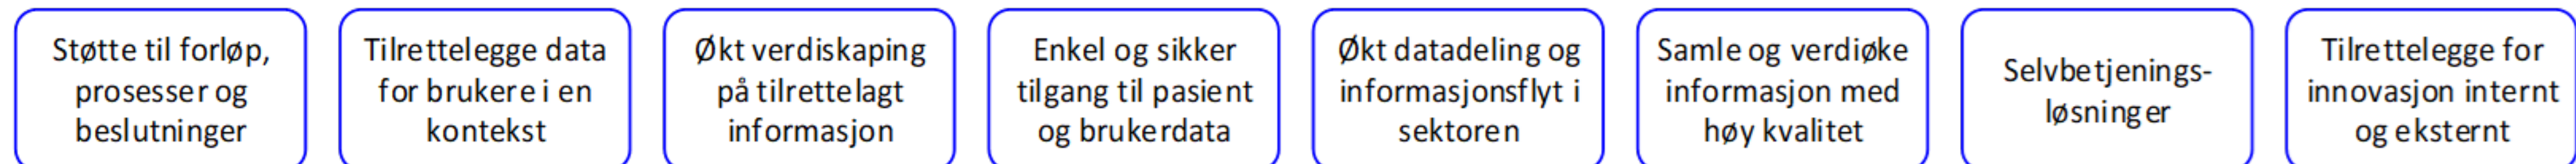 Støtte til forløp,
prosesser og
beslutninger
Tilrettelegge data
for brukere i en
kontekst
Økt verdiskaping
på tilrettelagt
informasjon
Enkel og sikker
tilgang til pasient
og brukerdata
Økt datadeling og
informasjonsflyt i
sektoren
Samle og verdiøke
informasjon med
høy kvalitet
Selvbetjenings-
løsninger
Tilrettelegge for
innovasjon internt
og eksternt